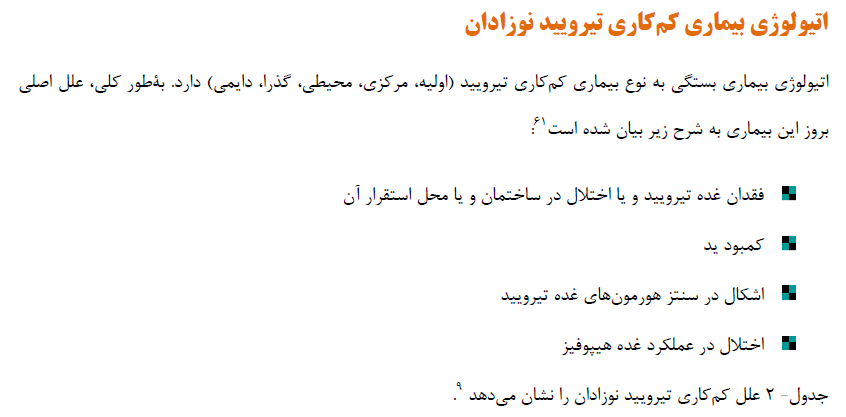 اتیولوژی بیماری کم‌کاری تیرویید نوزادان
اتیولوژی بیماری بستگی به نوع بیماری کم‌کاری تیرویید (اولیه، مرکزی، محیطی، گذرا، دایمی) دارد. به‌طور کلی، علل اصلی
بروز این بیماری به شرح زیر بیان شده است۶۱:
فقدان غده تیرویید و یا اختلال در ساختمان و یا محل استقرار آن
کمبود ید
اشکال در سنتز هورمون‌های غده تیرویید
اختلال در عملکرد غده هیپوفیز
جدول- ۲ علل کم‌کاری تیرویید نوزادان را نشان می‌دهد ۹.